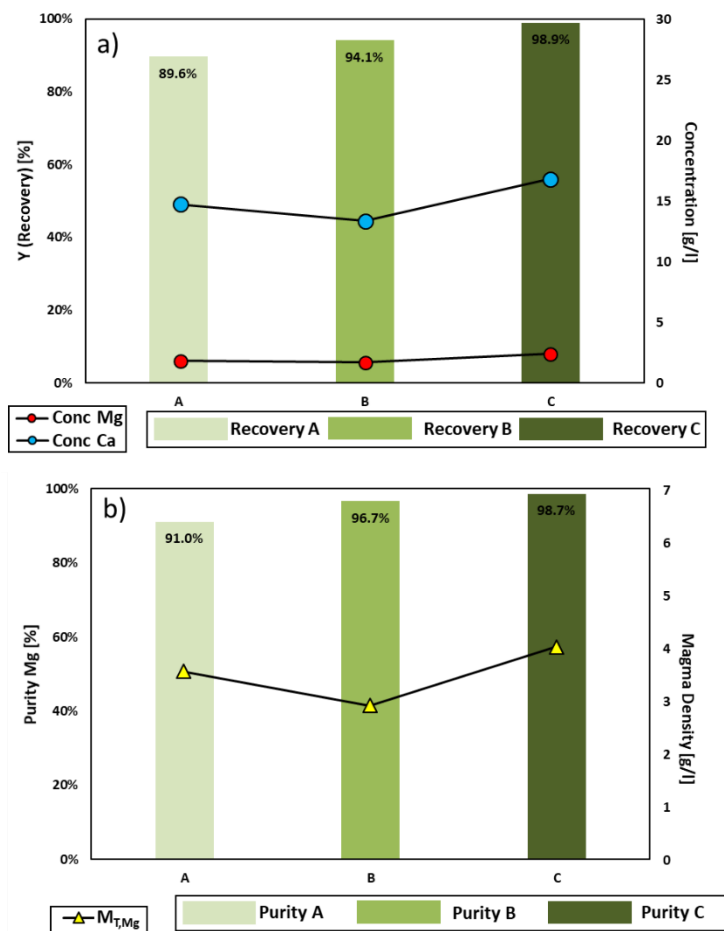 a)
100%
80%
60%
40%
20%
0%
Y (Recovery) [%]
89.6%
94.1%
98.9%
30
25
20
15
10
5
0
Concentration [g/l]
A
B
C
Conc Mg
Conc Ca
Recovery A
Recovery B
Recovery C
b)
100%
80%
60%
40%
20%
0%
Purity Mg [%]
91.0%
96.7%
98.7%
7
6
5
4
3
2
1
0
Magma Density [g/l]
A
B
C
M_T,Mg
Purity A
Purity B
Purity C